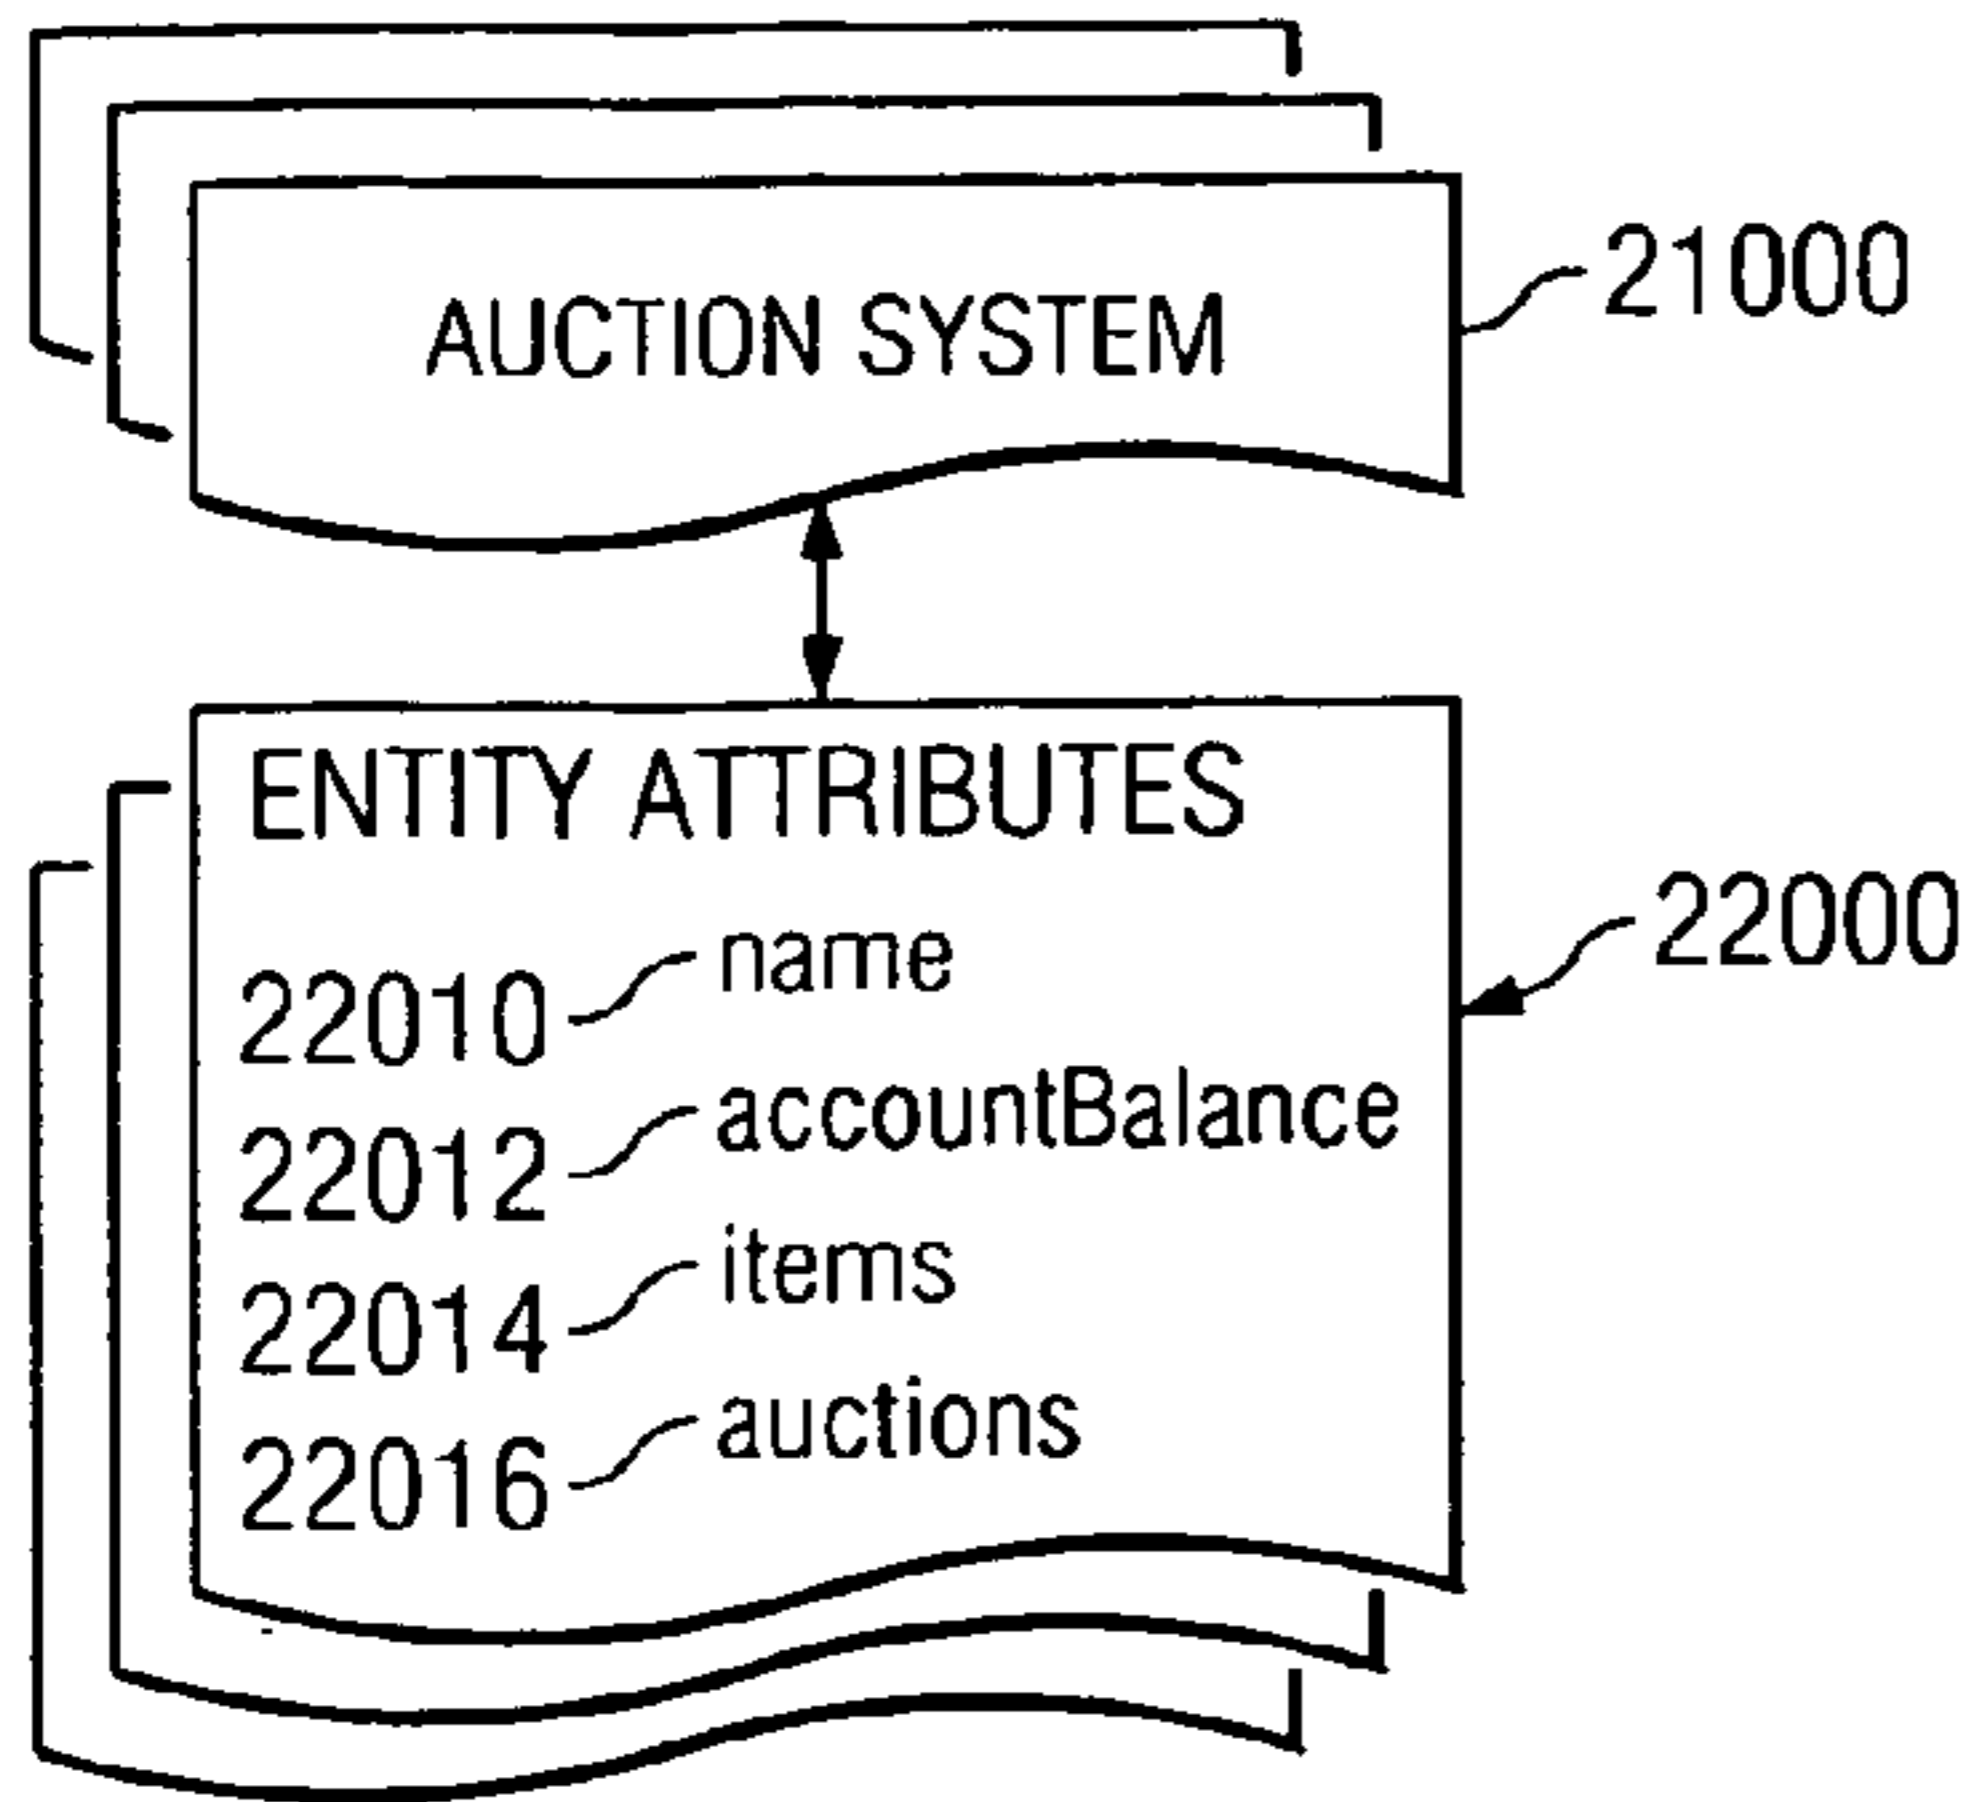 21000
AUCTION SYSTEM
ENTITY ATTRIBUTES
22000
name
22010
accountBalance
22012
items
22014
auctions
22016